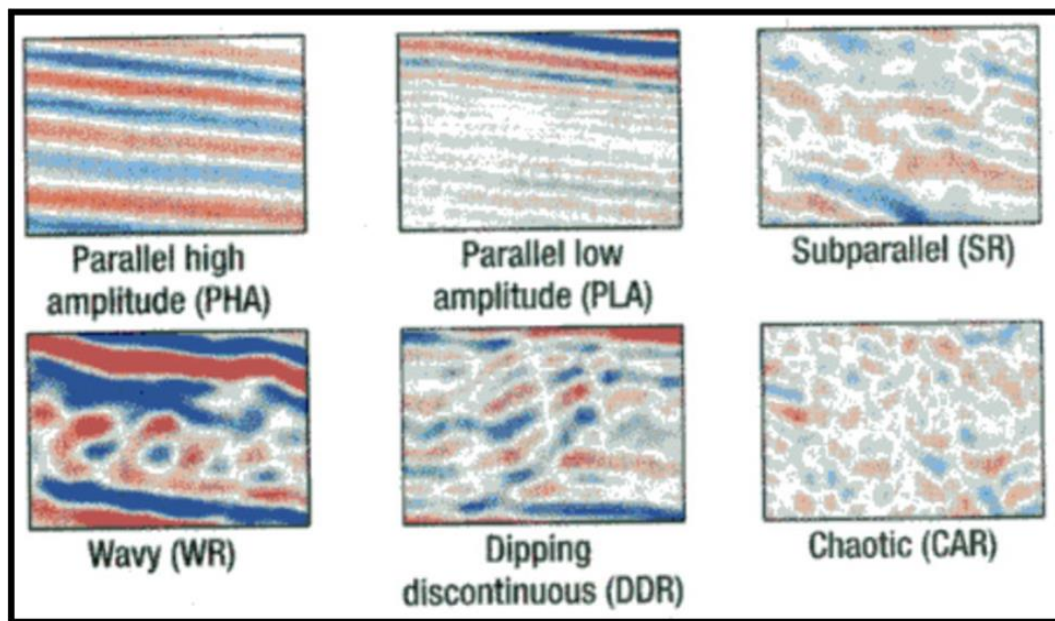 Parallel high
amplitude (PHA)
Parallel low
amplitude (PLA)
Subparallel (SR)
Wavy (WR)
Dipping
discontinuous (DDR)
Chaotic (CAR)